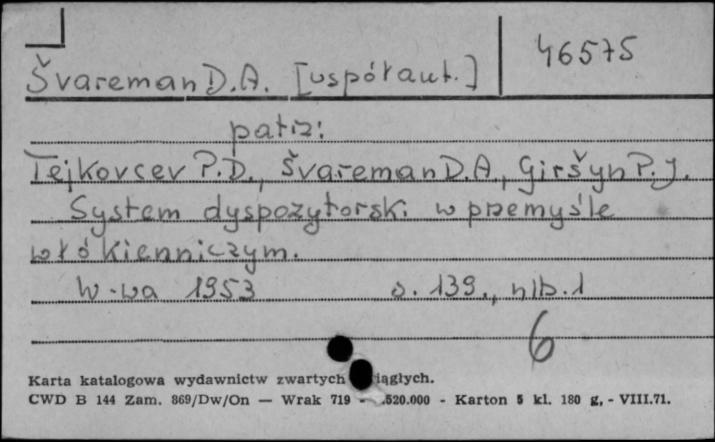 Švareman D.A. [współaut.]
46575
patrz:
Tejkovcev P.D., Švareman D.A., Giršyn P.J.
System dyspozytorski w przemyśle
włókienniczym.
W-wa 1953 s. 139., nlb. 1
6
Karta katalogowa wydawnictw zwartych iągłych.
CWD B 144 Zam. 869/Dw/On — Wrak 719 - .520.000 - Karton 5 kl. 180 g, - VIII.71.